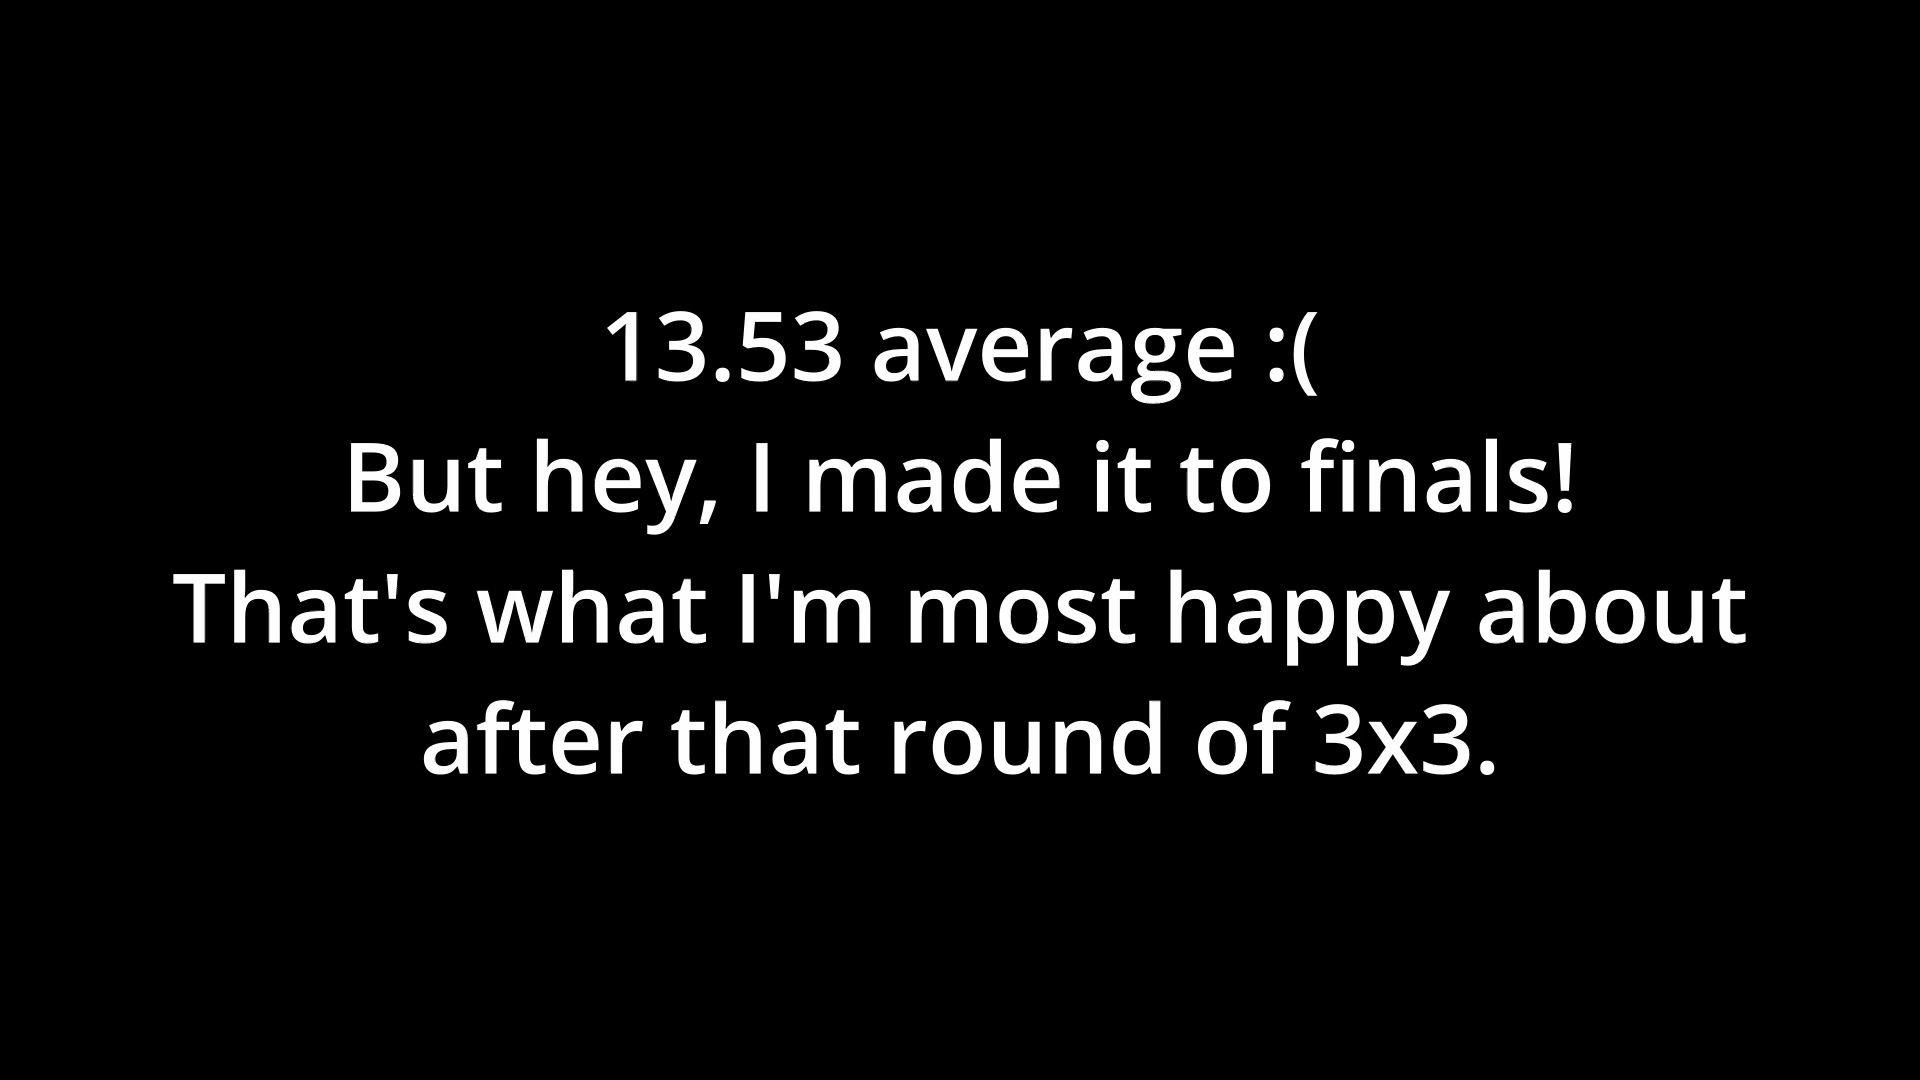 13.53 average :(
But hey, I made it to finals!
That's what I'm most happy about
after that round of 3x3.